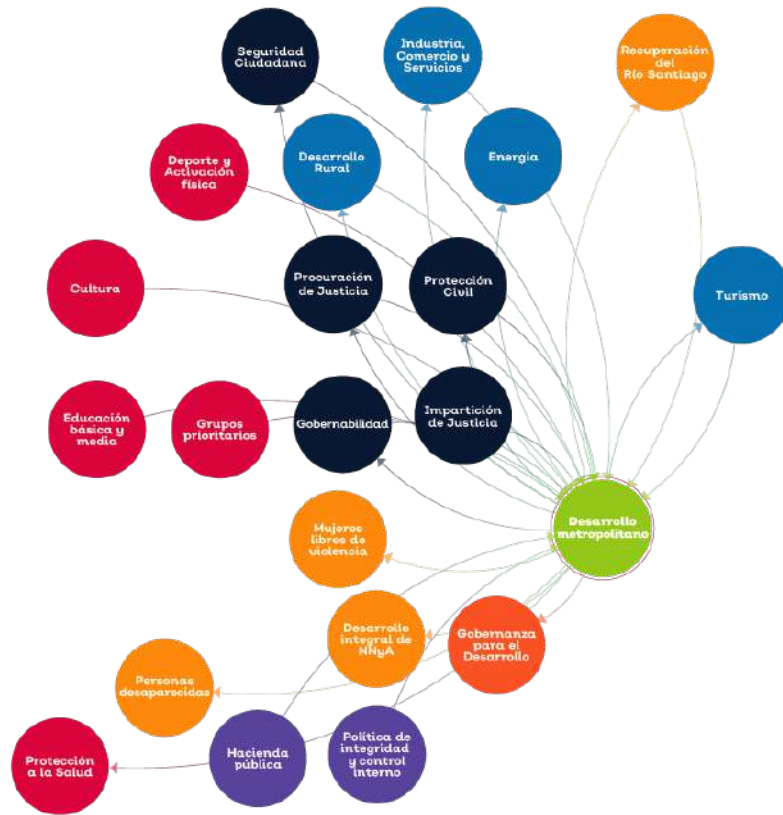 Seguridad
Ciudadana
Industria,
Comercio y
Servicios
Recuperación
del
Río Santiago
Deporte y
Activación
física
Desarrollo
Rural
Energía
Cultura
Procuración
de Justicia
Protección
Civil
Turismo
Educación
básica y
media
Grupos
prioritarios
Gobernabilidad
Impartición
de Justicia
Desarrollo
metropolitano
Mujeres
libres de
violencia
Desarrollo
integral de
NNyA
Gobernanza
para el
Desarrollo
Personas
desaparecidas
Protección
a la Salud
Hacienda
pública
Política de
integridad
y control
interno